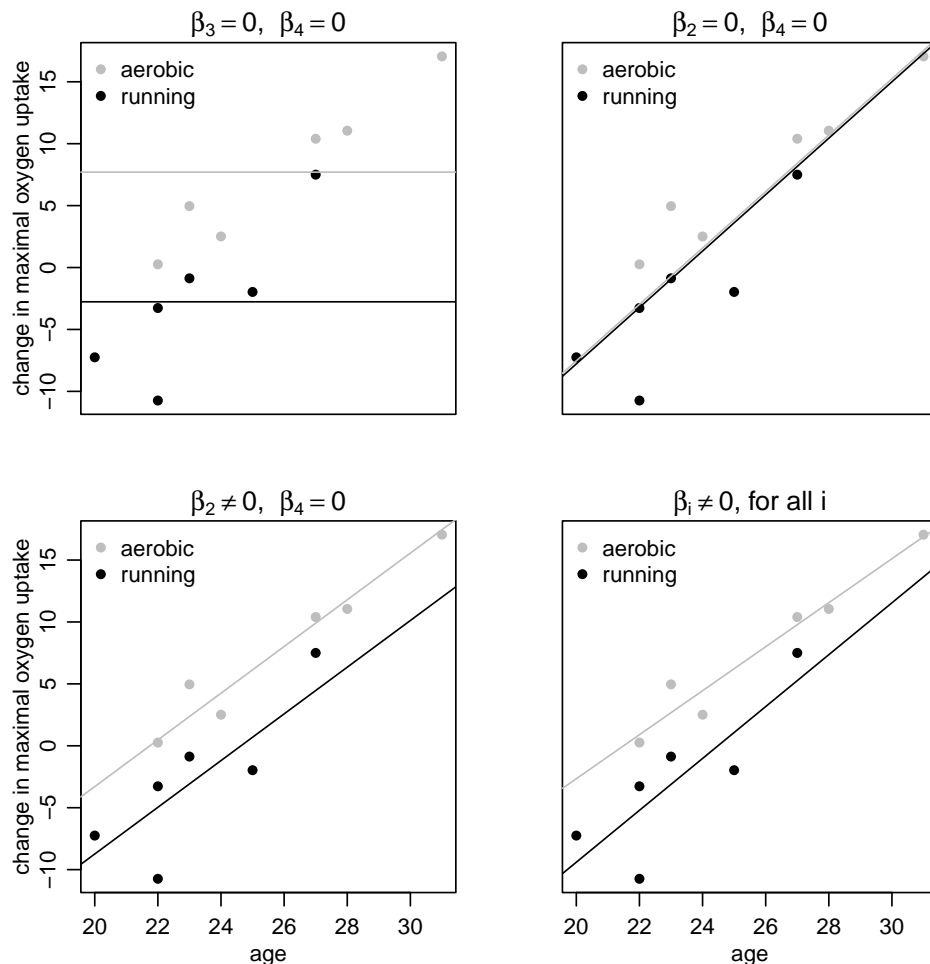 β3 = 0, β4 = 0
change in maximal oxygen uptake
15
10
5
0
−5
−10
aerobic
running
β2 = 0, β4 = 0
aerobic
running
β2 ≠ 0, β4 = 0
change in maximal oxygen uptake
15
10
5
0
−5
−10
aerobic
running
20 22 24 26 28 30
age
βi ≠ 0, for all i
aerobic
running
20 22 24 26 28 30
age